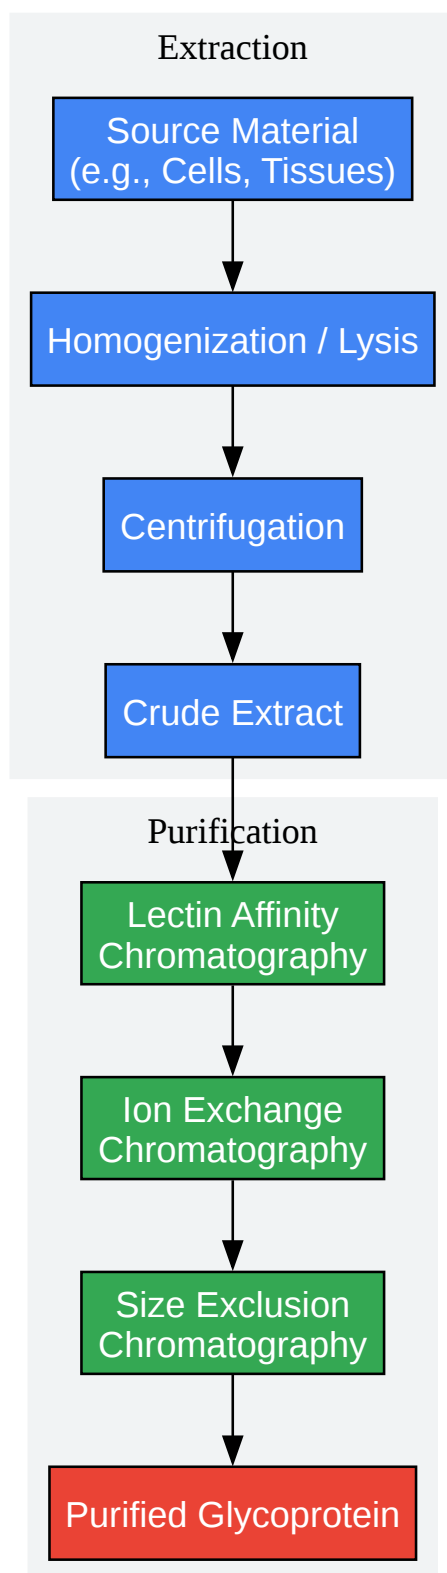 Extraction
Source Material
(e.g., Cells, Tissues)
Homogenization / Lysis
Centrifugation
Crude Extract
Purification
Lectin Affinity
Chromatography
Ion Exchange
Chromatography
Size Exclusion
Chromatography
Purified Glycoprotein